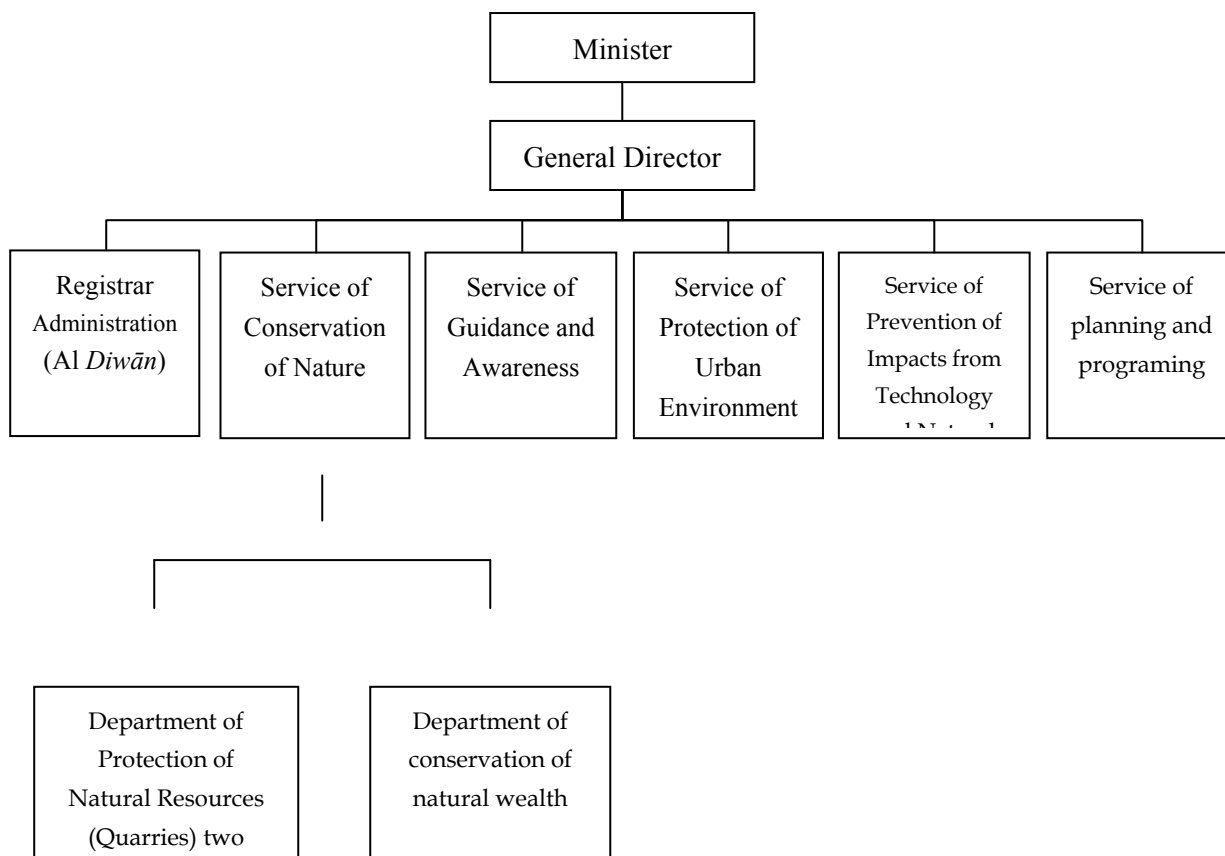 Minister
General Director
Registrar
Administration
(Al Diwān)
Service of
Conservation
of Nature
Service of
Guidance and
Awareness
Service of
Protection of
Urban
Environment
Service of
Prevention of
Impacts from
Technology
Service of
planning and
programing
Department of
Protection of
Natural Resources
(Quarries) two
Department of
conservation of
natural wealth